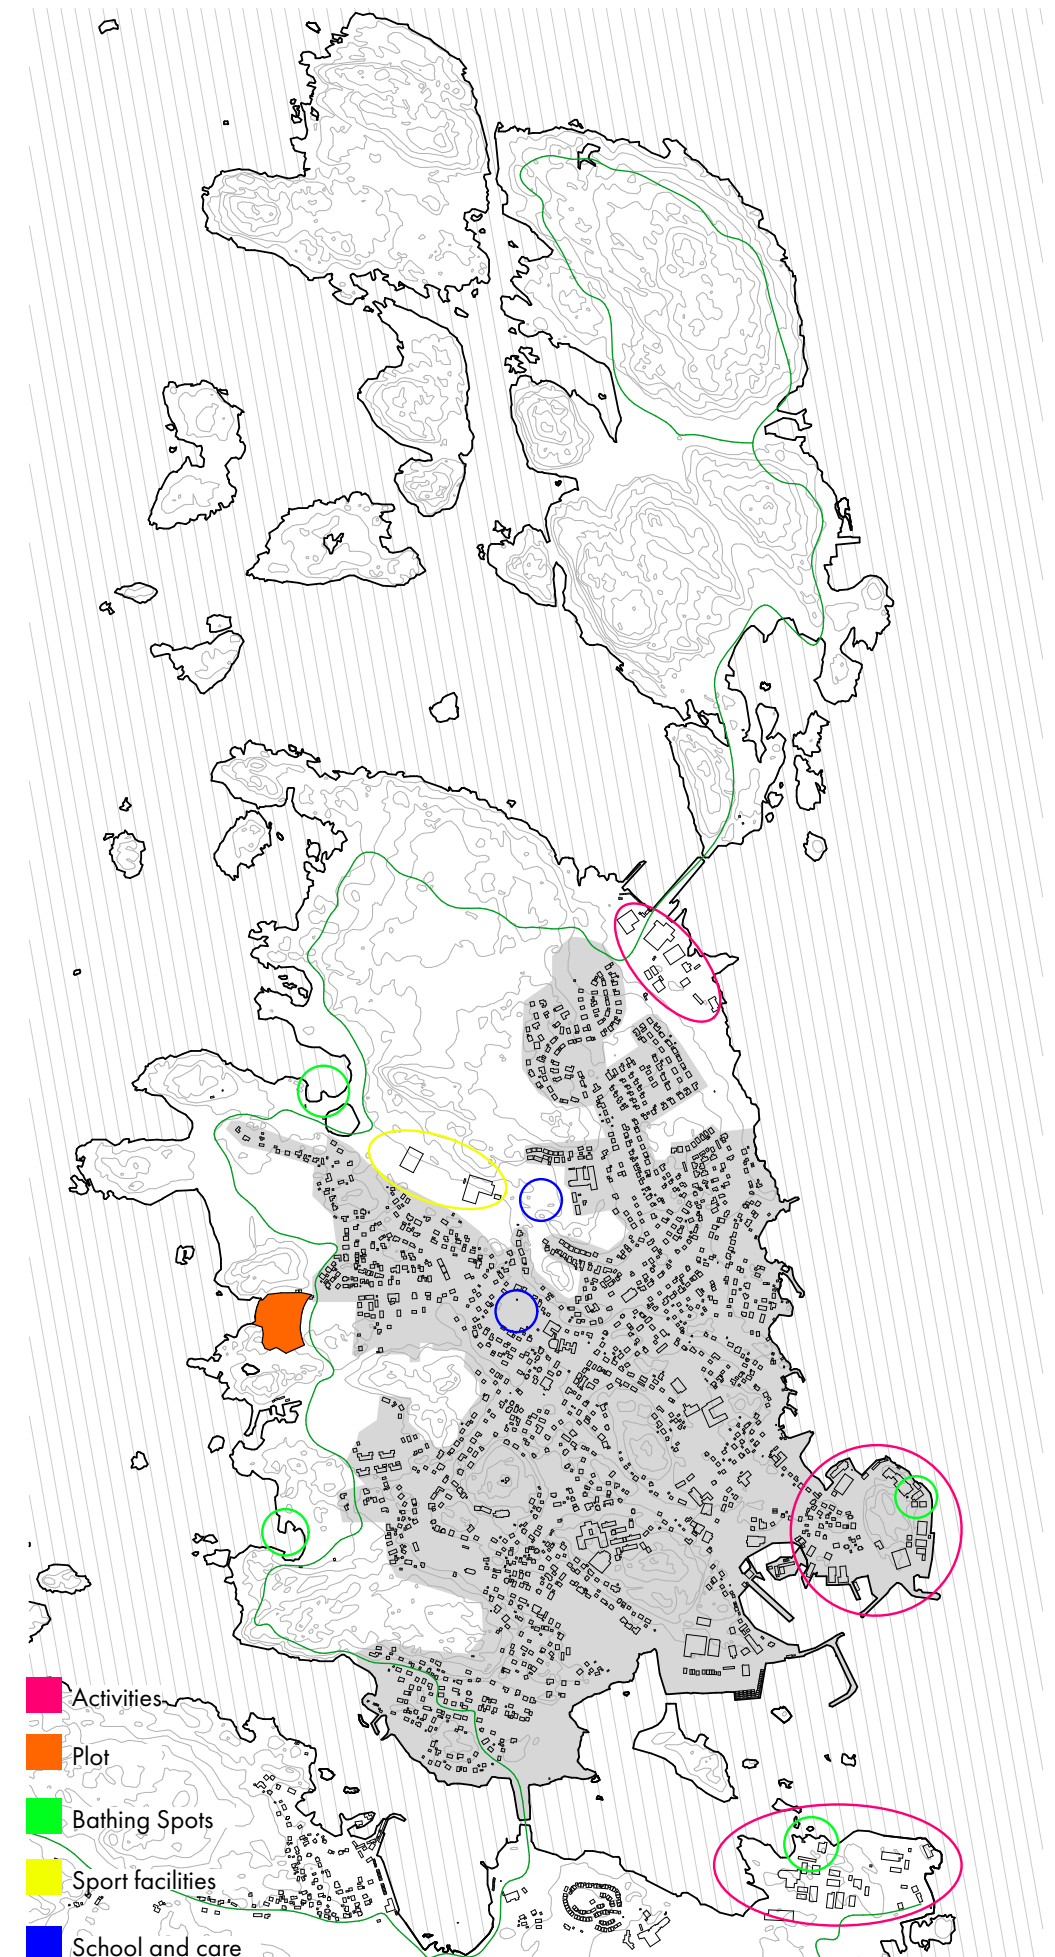 Activities
Plot
Bathing Spots
Sport facilities
School and care